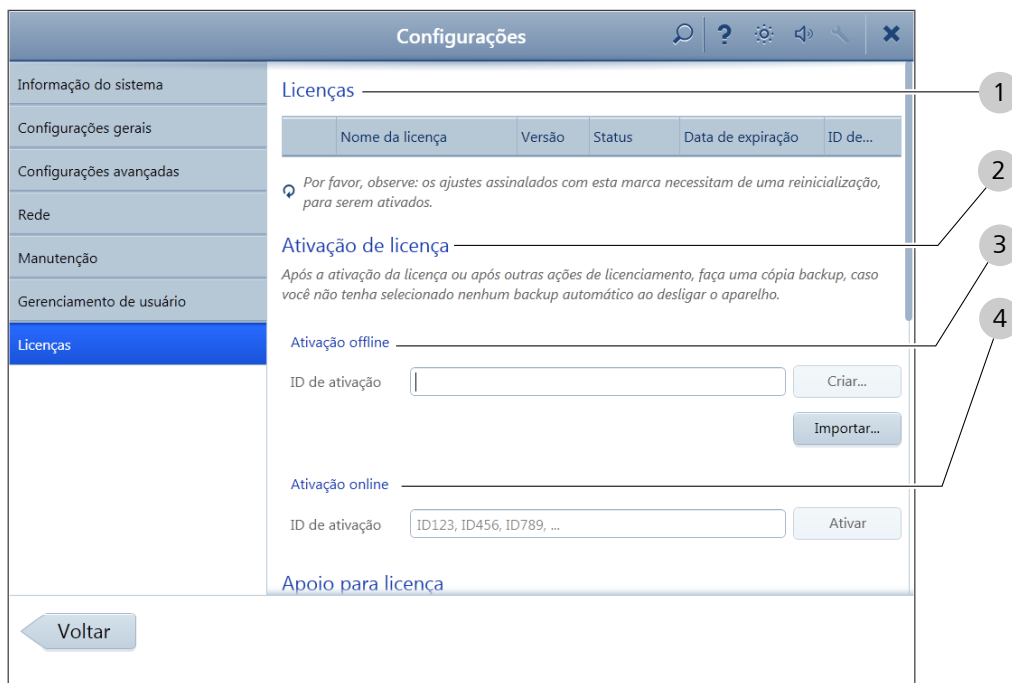 Configurações
?
Informação do sistema
Configurações gerais
Configurações avançadas
Rede
Manutenção
Gerenciamento de usuário
Licenças
Licenças
1
Nome da licença Versão Status Data de expiração ID de...
Por favor, observe: os ajustes assinalados com esta marca necessitam de uma reinicialização,
para serem ativados.
2
Ativação de licença
3
Após a ativação da licença ou após outras ações de licenciamento, faça uma cópia backup, caso
você não tenha selecionado nenhum backup automático ao desligar o aparelho.
4
Ativação offline
ID de ativação Criar...
Importar...
Ativação online
ID de ativação ID123, ID456, ID789, ... Ativar
Apoio para licença
Voltar